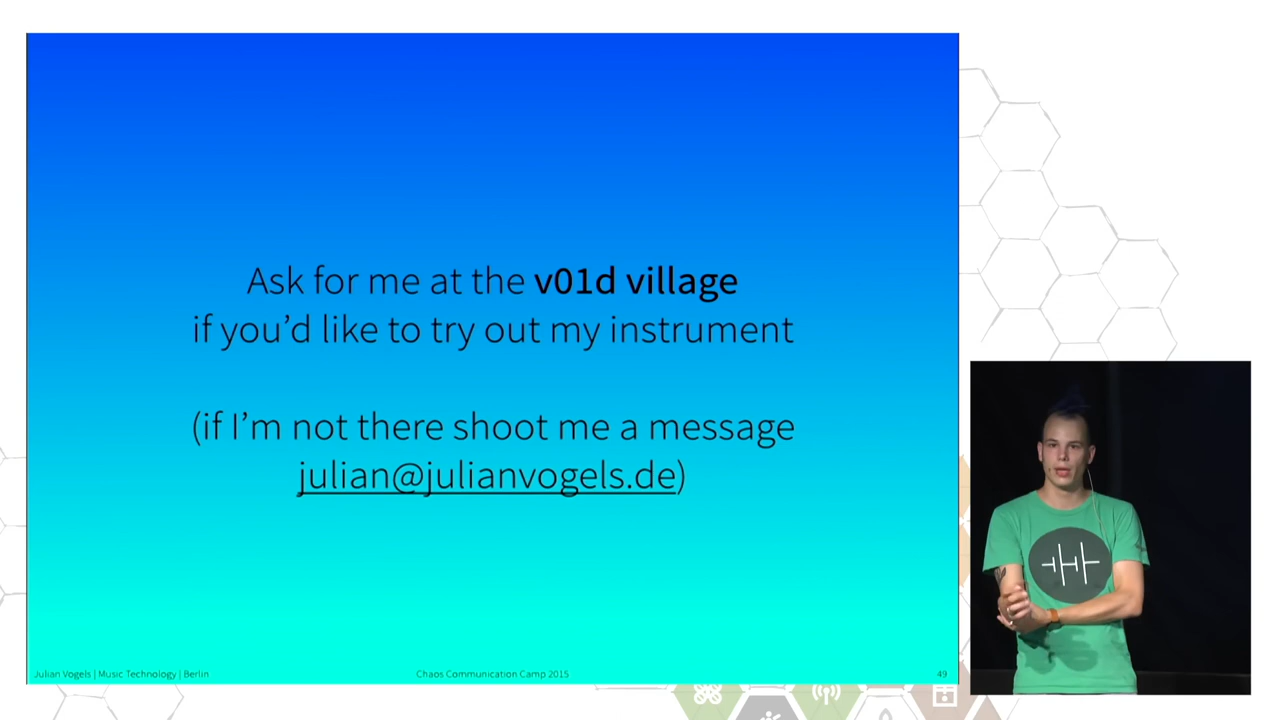 Ask for me at the v01d village
if you’d like to try out my instrument
(if I’m not there shoot me a message
julian@julianvogels.de)
Julian Vogels | Music Technology | Berlin
Chaos Communication Camp 2015
49